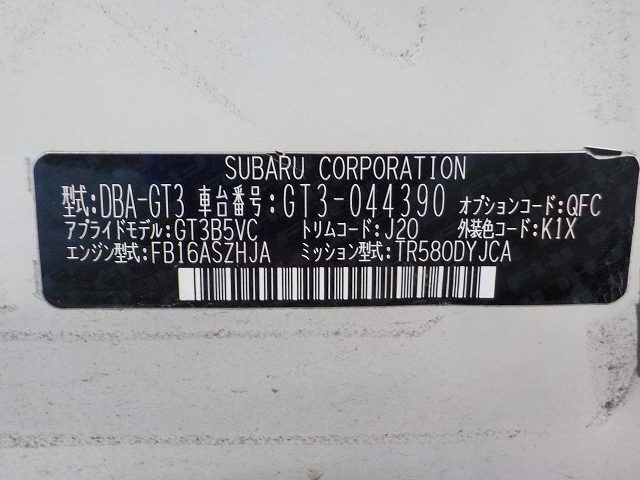 SUBARU CORPORATION
型式:DBA-GT3 車台番号:GT3-044390 オプションコード:QFC
アプライドモデル:GT3B5VC トリムコード:J20 外装色コード:K1X
エンジン型式:FB16ASZHJA ミッション型式:TR580DYJCA